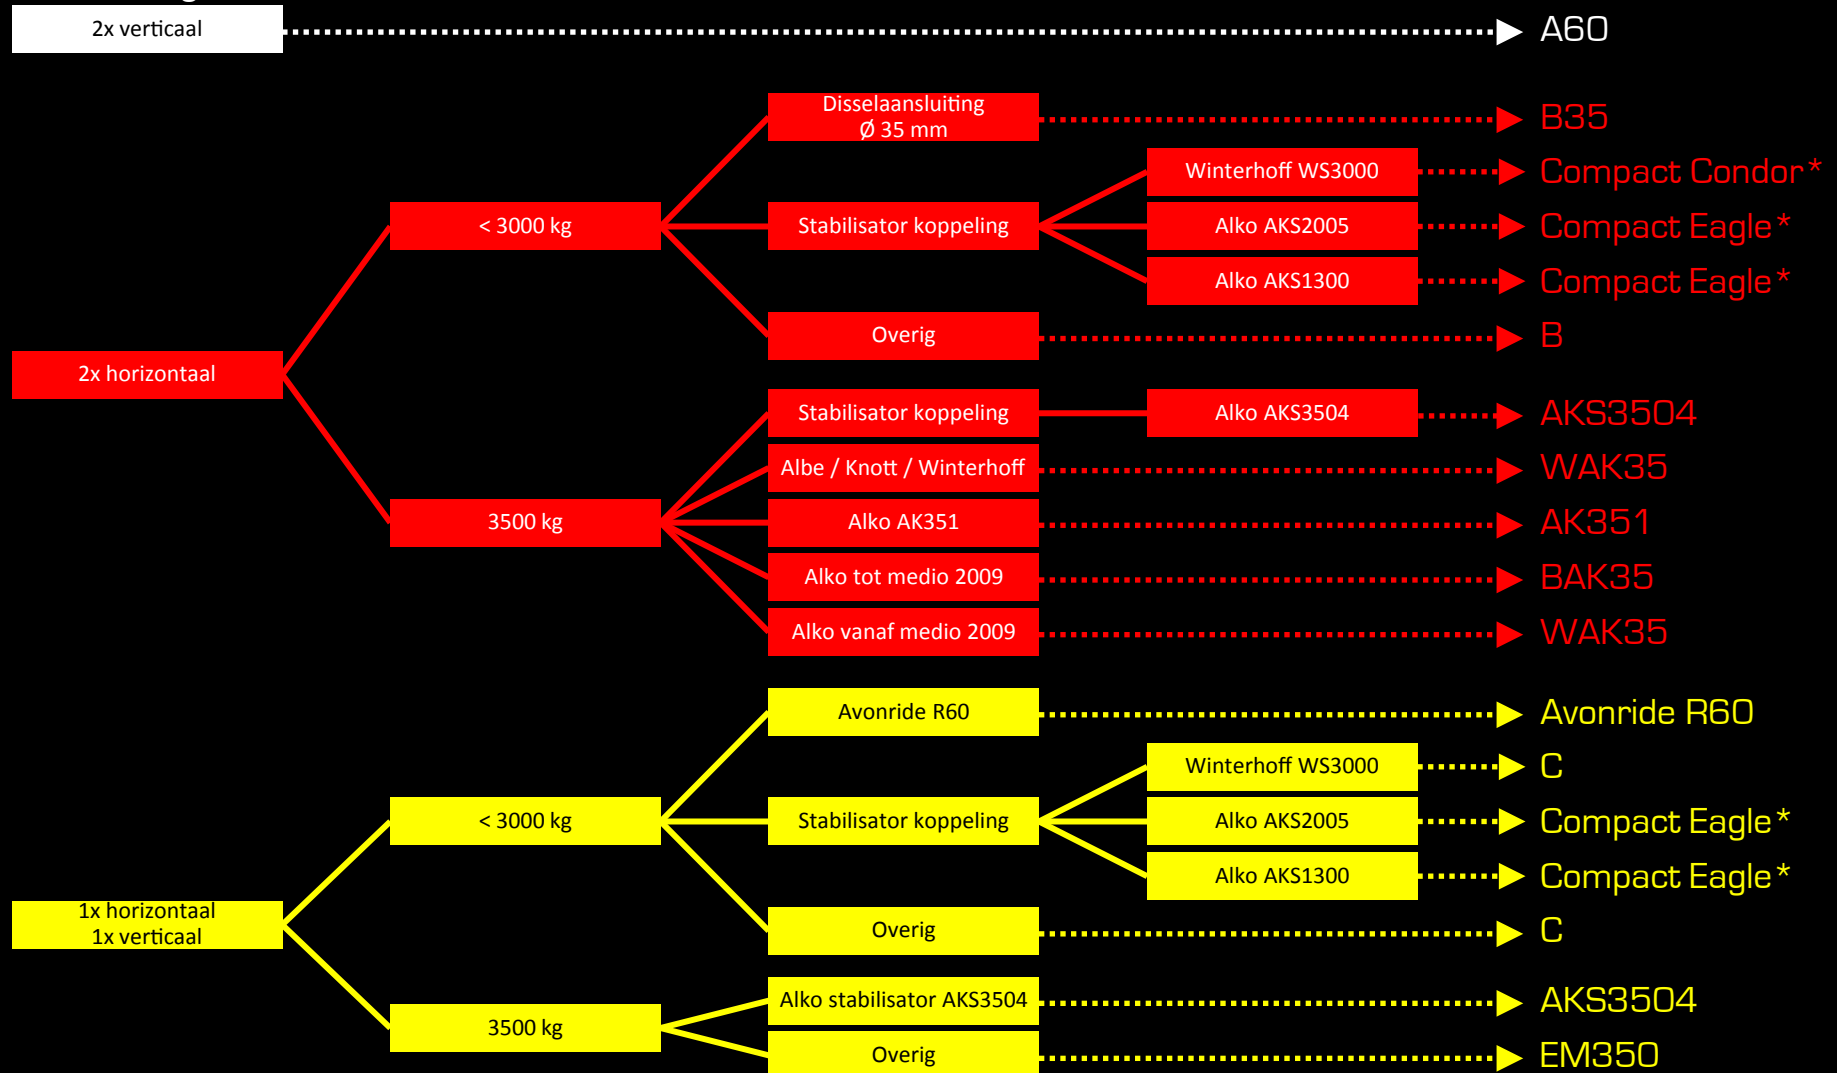 2x verticaal
A60
Disselaansluiting
Ø 35 mm
B35
Winterhoff WS3000
Compact Condor*
< 3000 kg
Stabilisator koppeling
Alko AKS2005
Compact Eagle*
Alko AKS1300
Compact Eagle*
Overig
B
2x horizontaal
Stabilisator koppeling
Alko AKS3504
AKS3504
Albe / Knott / Winterhoff
WAK35
3500 kg
Alko AK351
AK351
Alko tot medio 2009
BAK35
Alko vanaf medio 2009
WAK35
Avonride R60
Avonride R60
Winterhoff WS3000
C
< 3000 kg
Stabilisator koppeling
Alko AKS2005
Compact Eagle*
Alko AKS1300
Compact Eagle*
1x horizontaal
1x verticaal
Overig
C
Alko stabilisator AKS3504
AKS3504
3500 kg
Overig
EM350